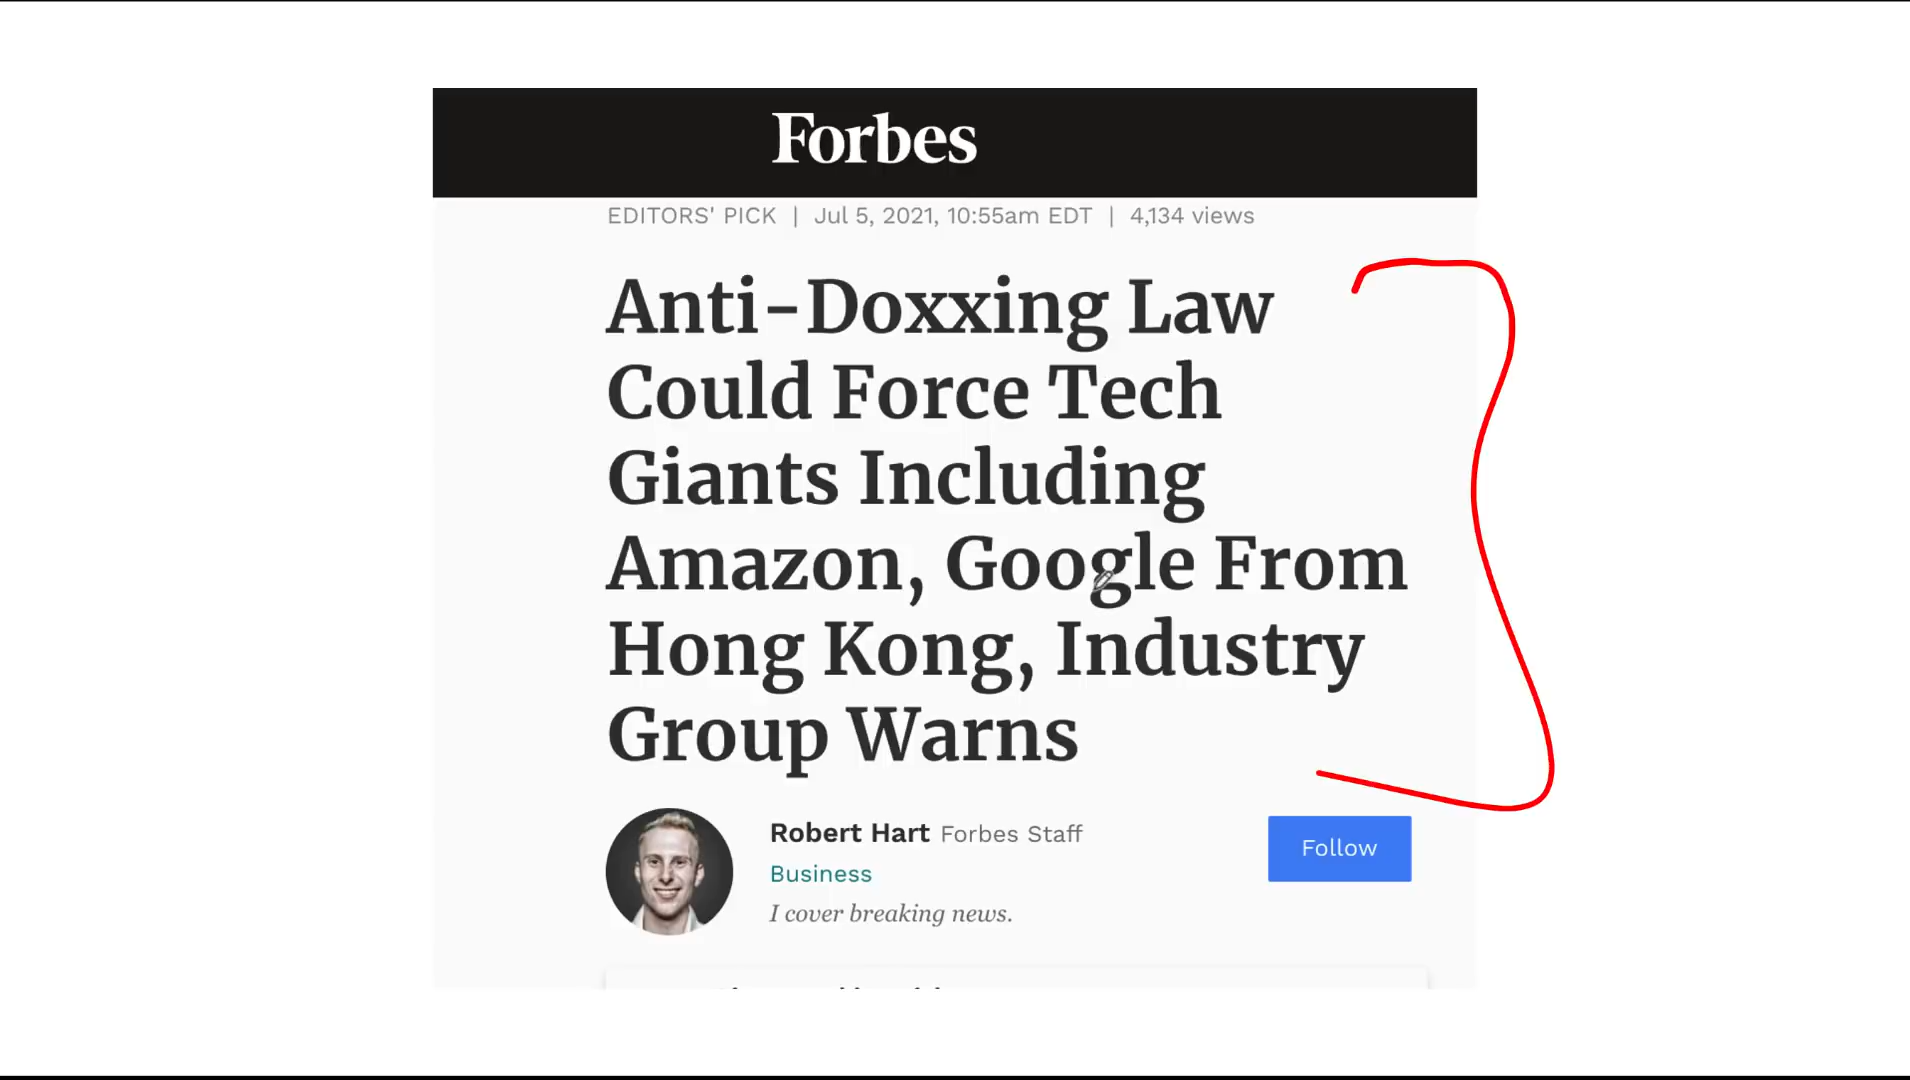 Forbes
EDITORS' PICK | Jul 5, 2021, 10:55am EDT | 4,134 views
Anti-Doxxing Law
Could Force Tech
Giants Including
Amazon, Google From
Hong Kong, Industry
Group Warns
Robert Hart Forbes Staff
Follow
Business
I cover breaking news.